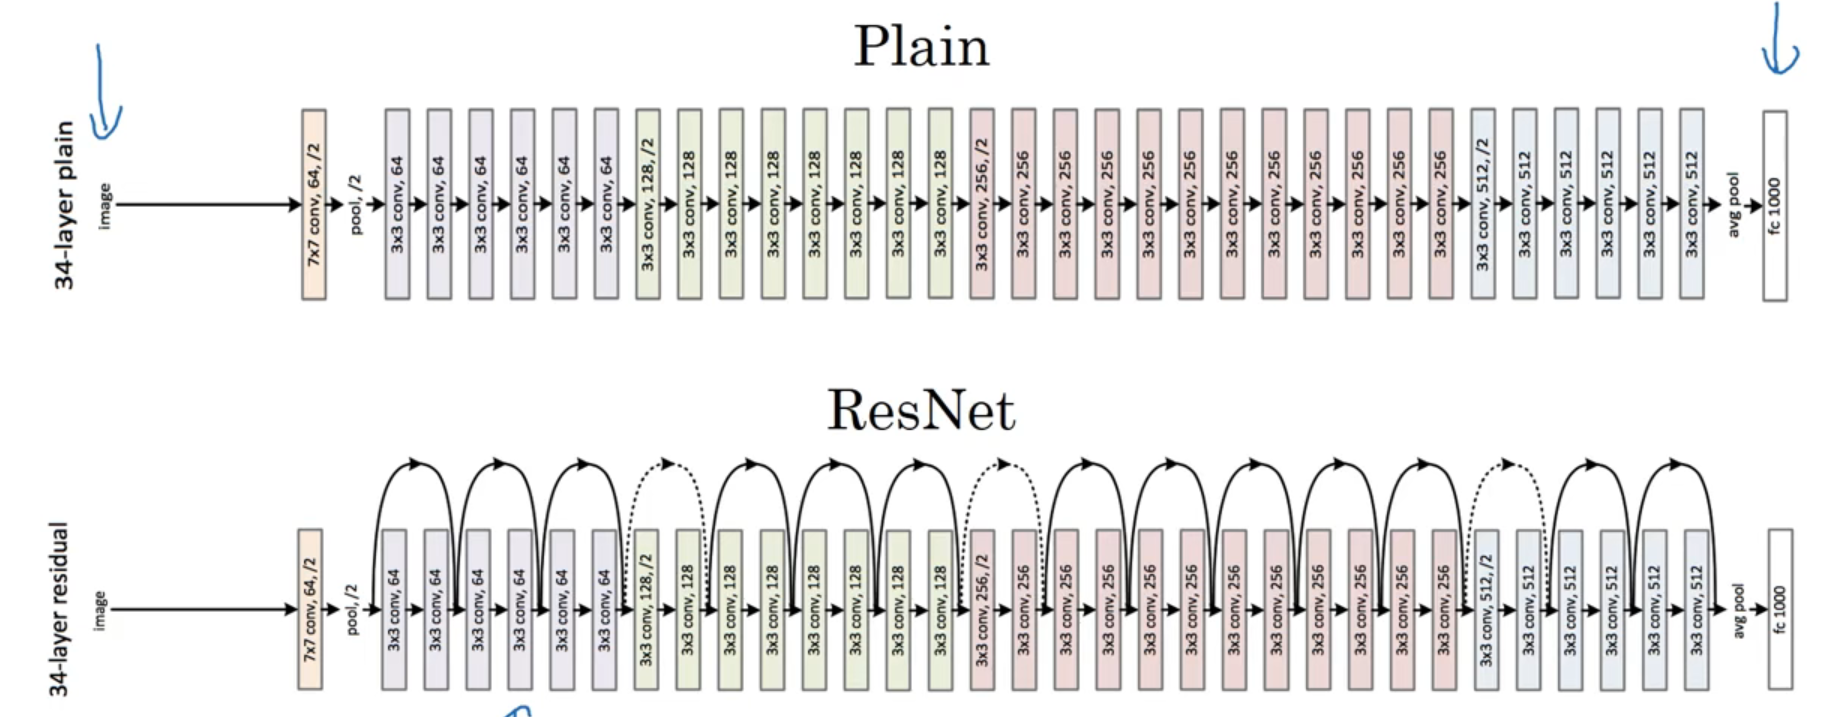 Plain
34-layer plain
image
7x7 conv, 64, /2
pool, /2
3x3 conv, 64
3x3 conv, 64
3x3 conv, 64
3x3 conv, 64
3x3 conv, 64
3x3 conv, 64
3x3 conv, 128, /2
3x3 conv, 128
3x3 conv, 128
3x3 conv, 128
3x3 conv, 128
3x3 conv, 128
3x3 conv, 128
3x3 conv, 128
3x3 conv, 256, /2
3x3 conv, 256
3x3 conv, 256
3x3 conv, 256
3x3 conv, 256
3x3 conv, 256
3x3 conv, 256
3x3 conv, 256
3x3 conv, 256
3x3 conv, 256
3x3 conv, 256
3x3 conv, 256
3x3 conv, 512, /2
3x3 conv, 512
3x3 conv, 512
3x3 conv, 512
3x3 conv, 512
3x3 conv, 512
avg pool
fc 1000
ResNet
34-layer residual
image
7x7 conv, 64, /2
pool, /2
3x3 conv, 64
3x3 conv, 64
3x3 conv, 64
3x3 conv, 64
3x3 conv, 64
3x3 conv, 64
3x3 conv, 128, /2
3x3 conv, 128
3x3 conv, 128
3x3 conv, 128
3x3 conv, 128
3x3 conv, 128
3x3 conv, 128
3x3 conv, 128
3x3 conv, 256, /2
3x3 conv, 256
3x3 conv, 256
3x3 conv, 256
3x3 conv, 256
3x3 conv, 256
3x3 conv, 256
3x3 conv, 256
3x3 conv, 256
3x3 conv, 256
3x3 conv, 256
3x3 conv, 256
3x3 conv, 512, /2
3x3 conv, 512
3x3 conv, 512
3x3 conv, 512
3x3 conv, 512
3x3 conv, 512
avg pool
fc 1000